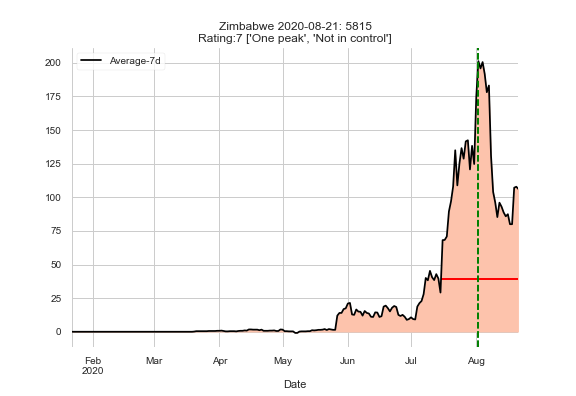 Zimbabwe 2020-08-21: 5815
Rating:7 ['One peak', 'Not in control']
Average-7d
200
175
150
125
100
75
50
25
0
Feb Mar Apr May Jun Jul Aug
2020
Date